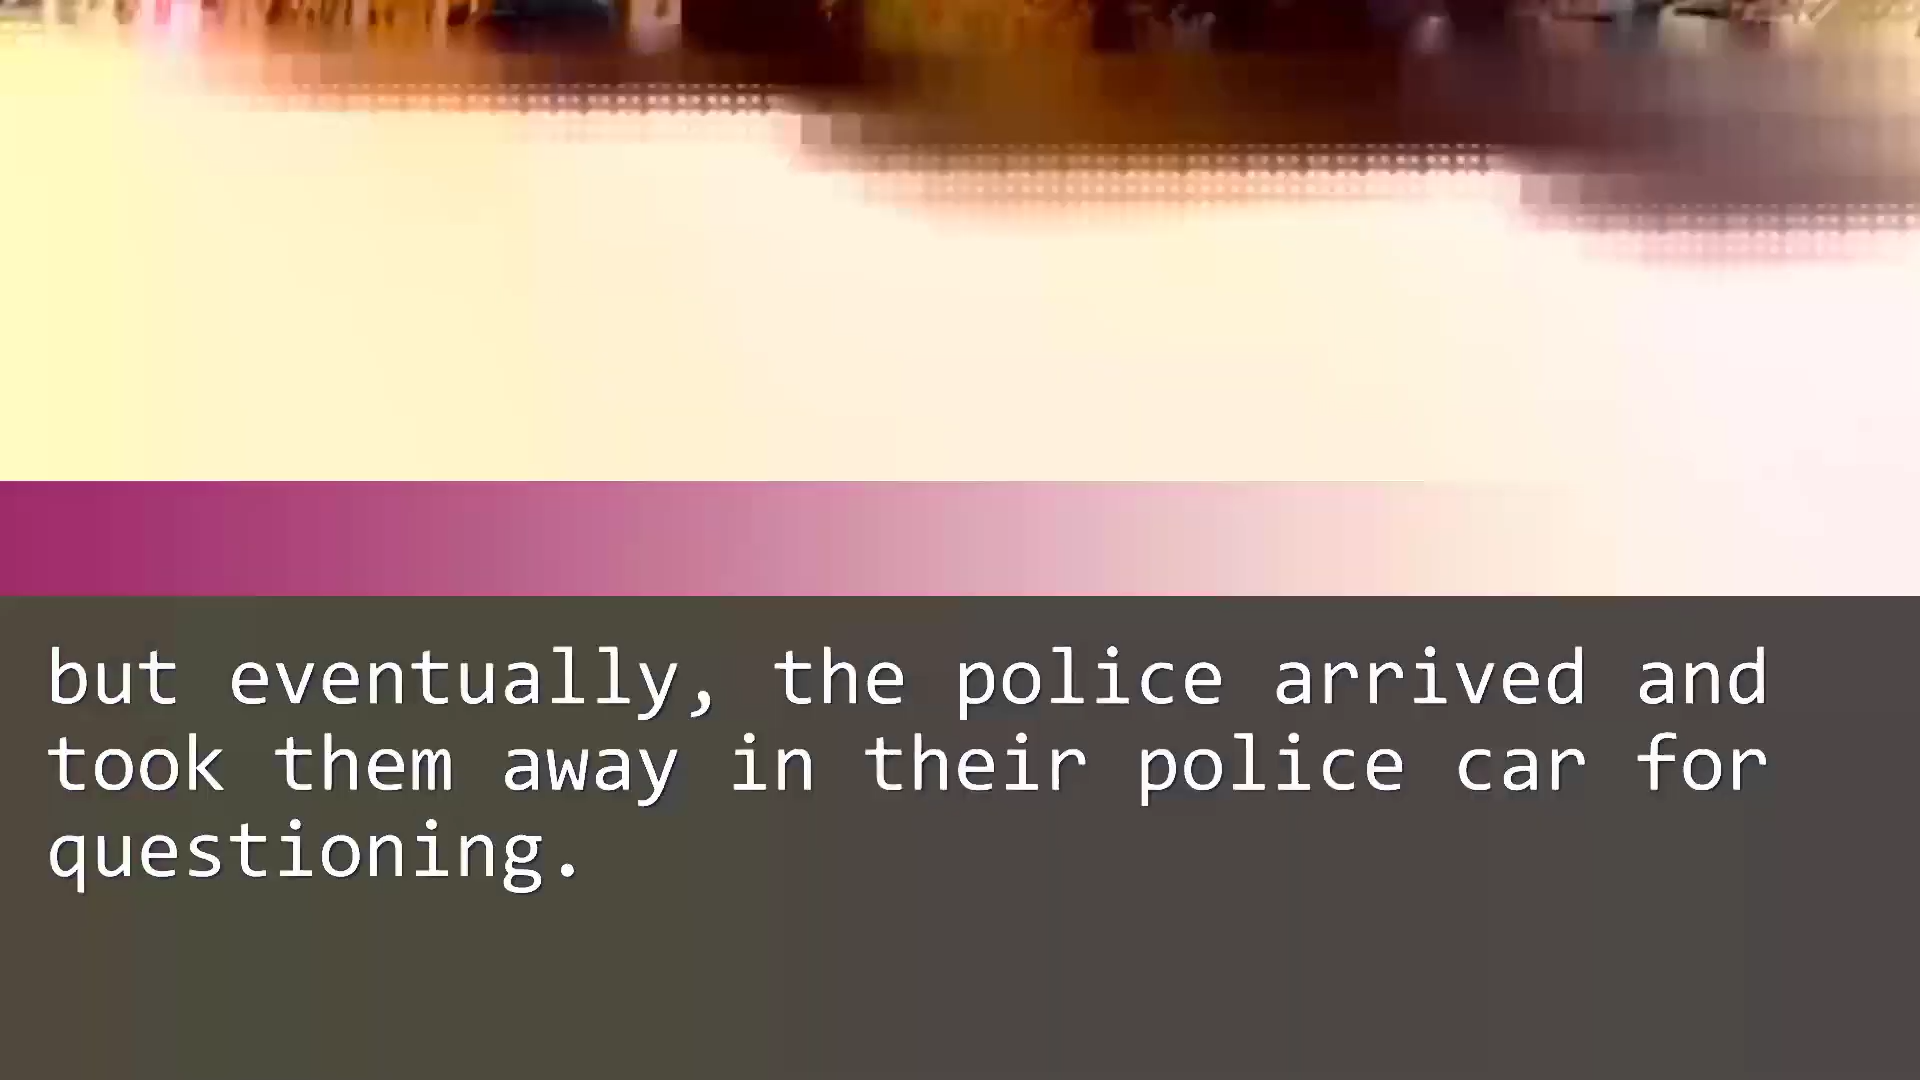 but eventually, the police arrived and
took them away in their police car for
questioning.